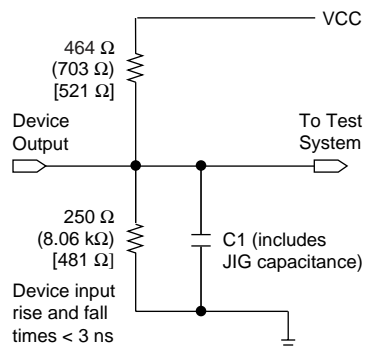 VCC
464 Ω
(703 Ω)
[521 Ω]
Device
Output
To Test
System
250 Ω
(8.06 kΩ)
[481 Ω]
C1 (includes
JIG capacitance)
Device input
rise and fall
times < 3 ns